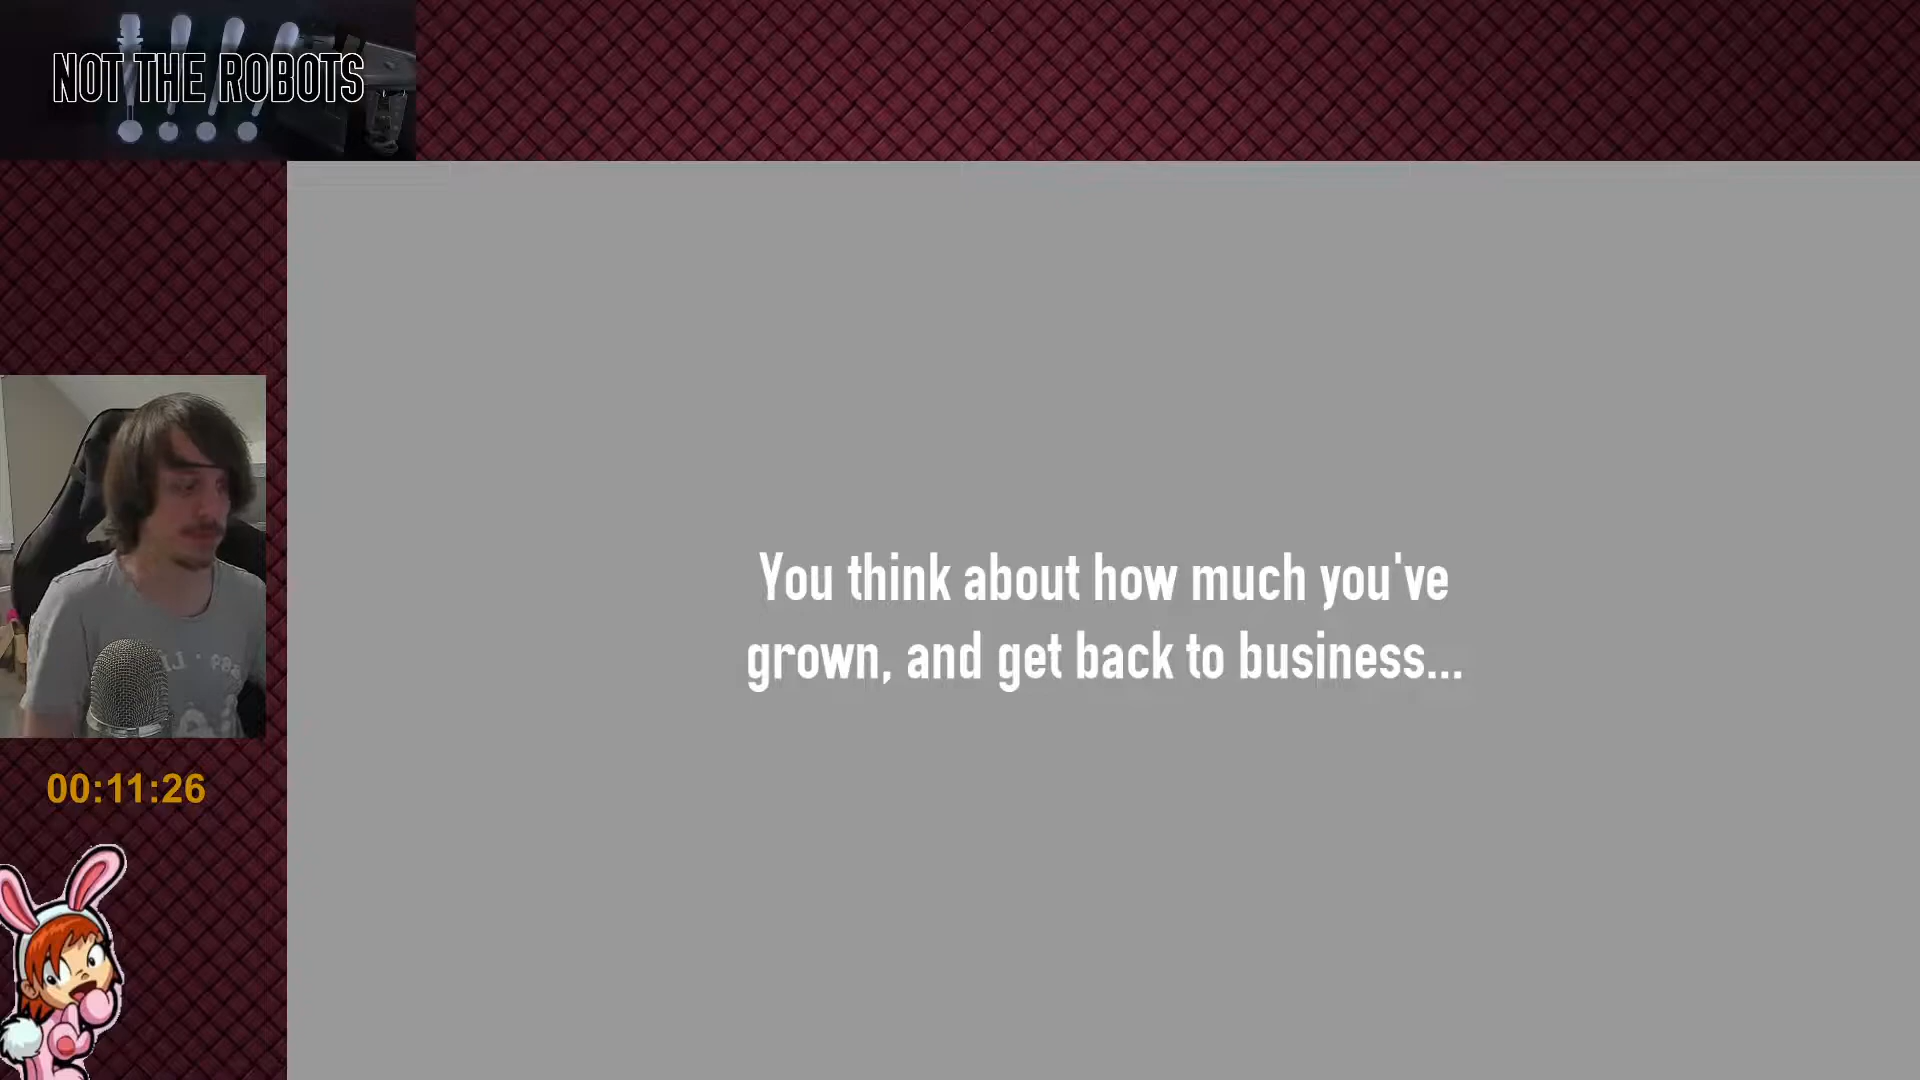 NOT THE ROBOTS
You think about how much you've
grown, and get back to business...
00:11:26